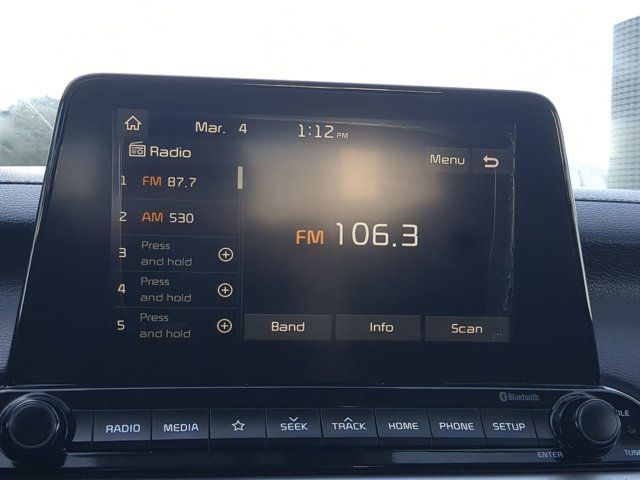 Mar. 4 1:12 PM
Radio
Menu
1 FM 87.7
2 AM 530
3 Press
and hold
4 Press
and hold
5 Press
and hold
FM 106.3
Band Info Scan
Bluetooth
RADIO MEDIA SEEK TRACK HOME PHONE SETUP
ENTER